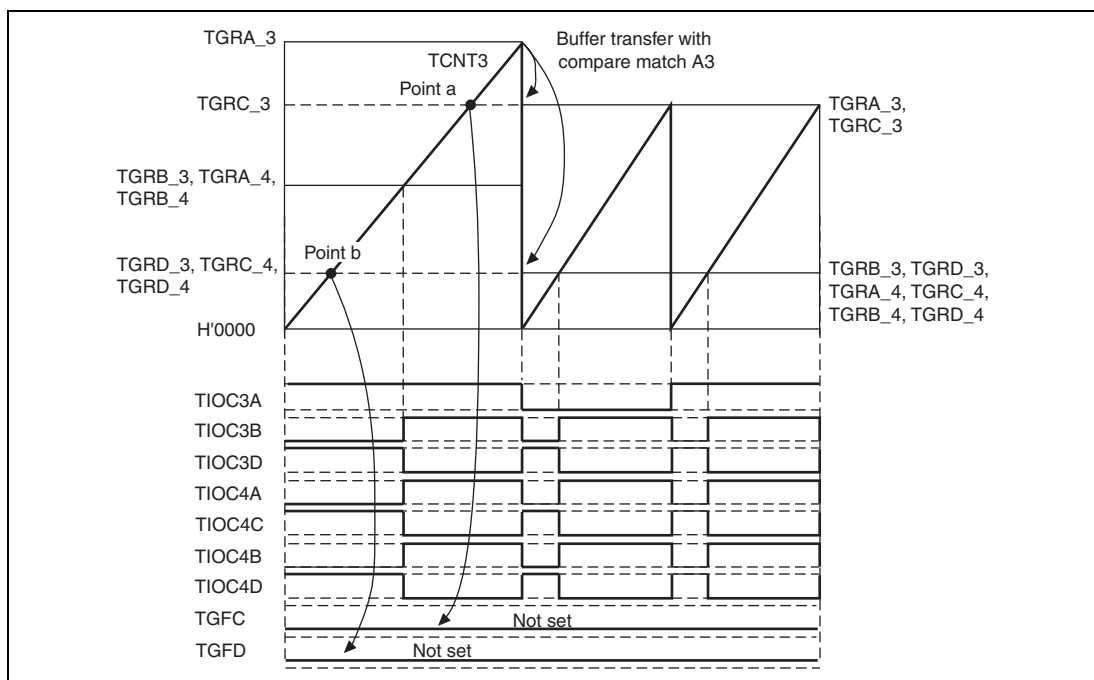 TGRA_3
TCNT3
Buffer transfer with
compare match A3
Point a
TGRC_3
TGRA_3,
TGRC_3
TGRB_3, TGRA_4,
TGRB_4
Point b
TGRD_3, TGRC_4,
TGRD_4
TGRB_3, TGRD_3,
TGRA_4, TGRC_4,
TGRB_4, TGRD_4
H'0000
TIOC3A
TIOC3B
TIOC3D
TIOC4A
TIOC4C
TIOC4B
TIOC4D
TGFC
Not set
TGFD
Not set